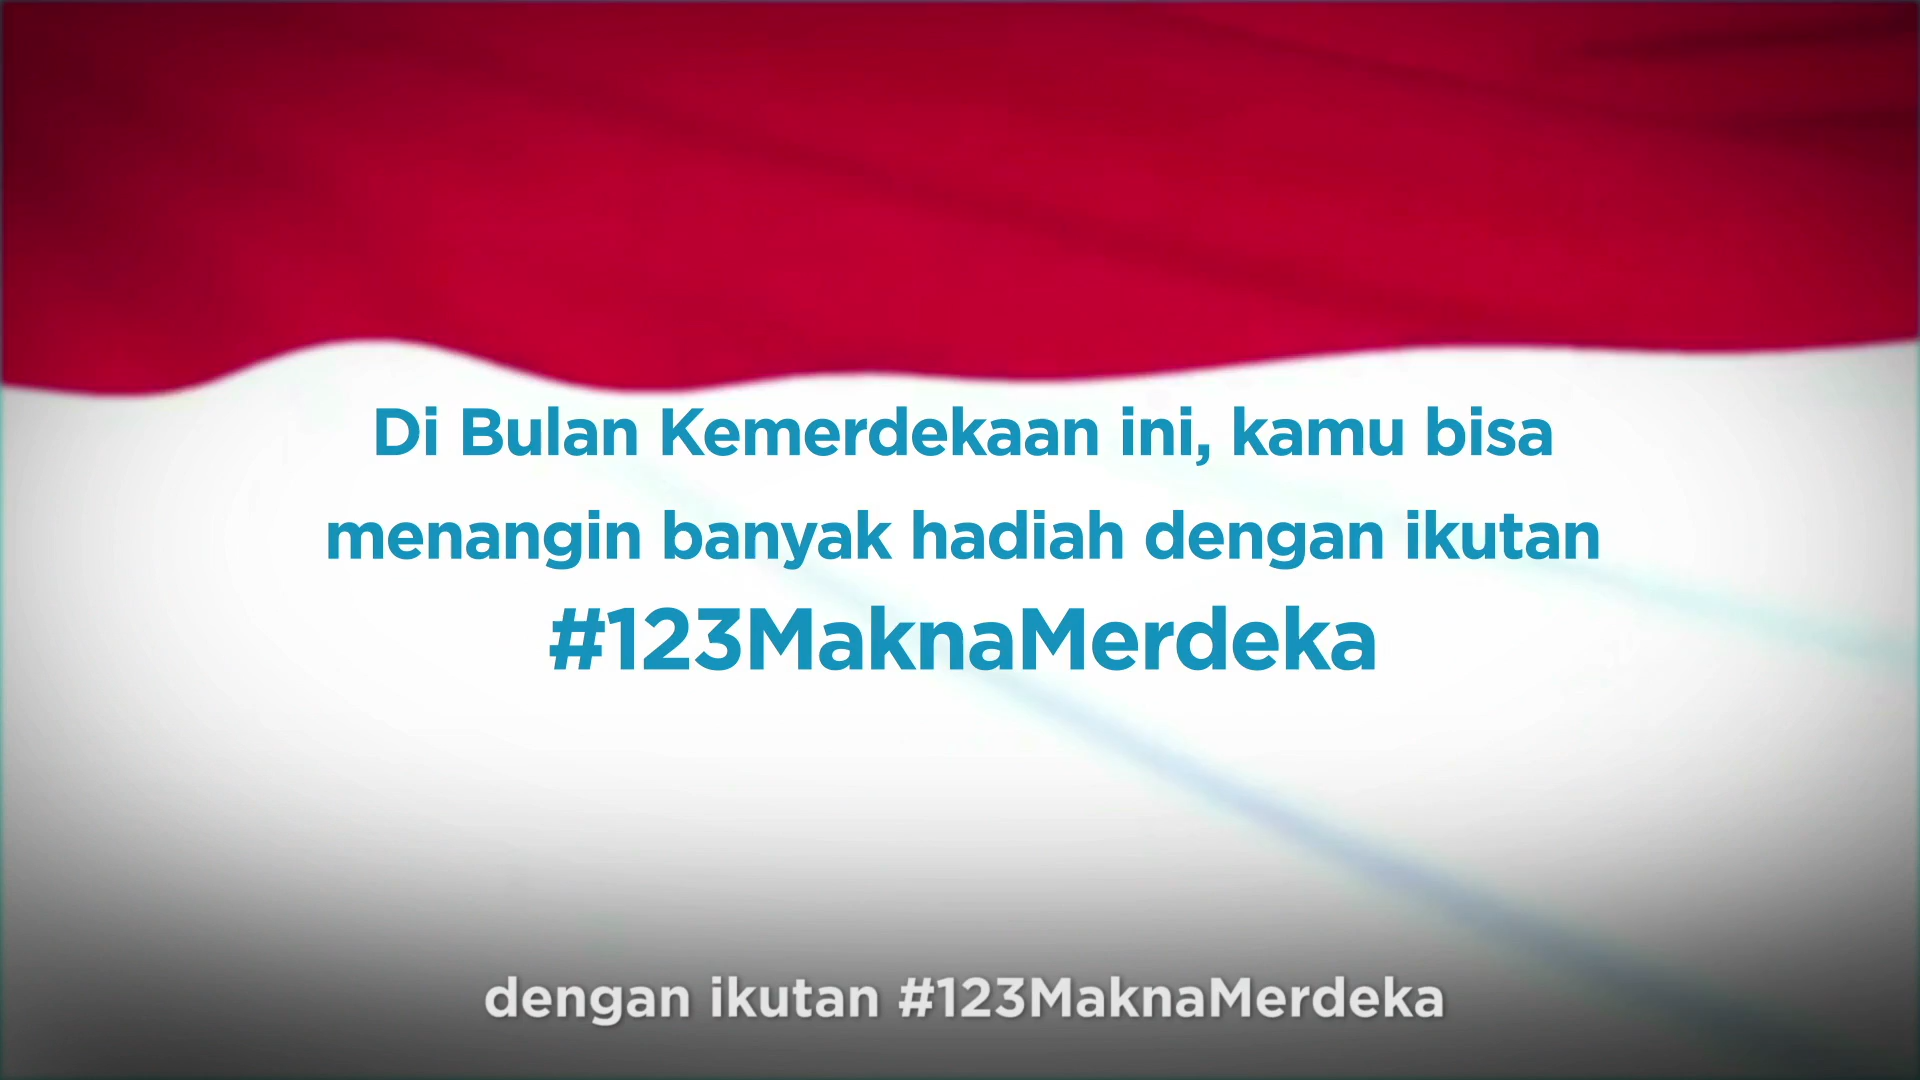 Di Bulan Kemerdekaan ini, kamu bisa
menangin banyak hadiah dengan ikutan
#123MaknaMerdeka
dengan ikutan #123MaknaMerdeka